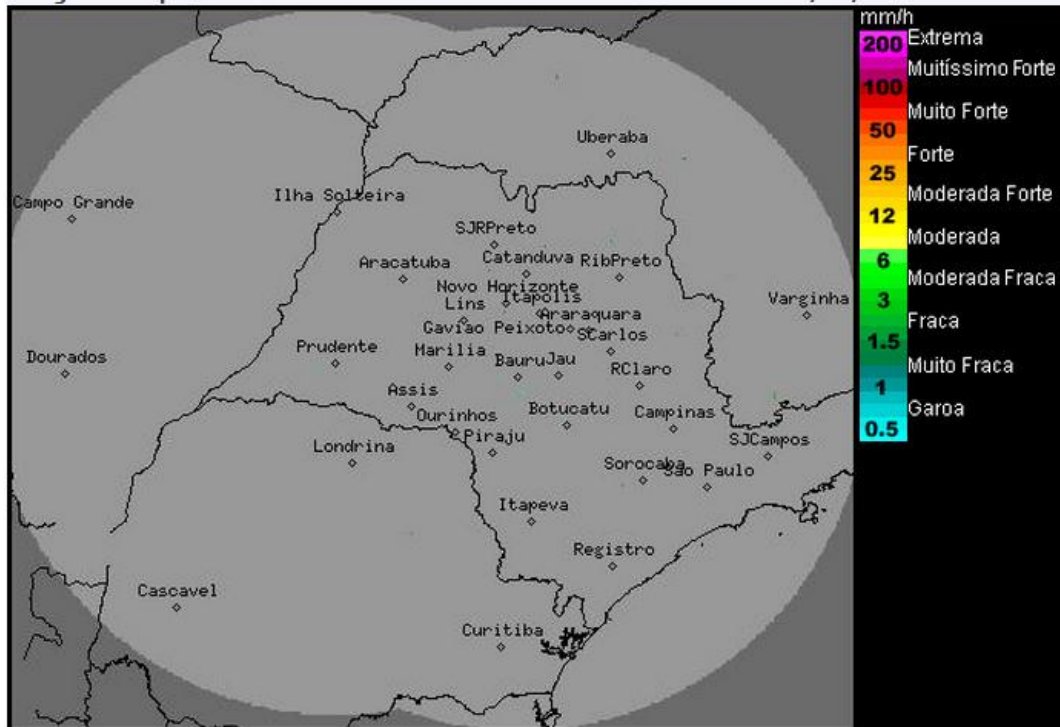 mm/h
200 Extrema
Muitíssimo Forte
100
Muito Forte
50
Forte
25
Moderada Forte
12
Moderada
6
Moderada Fraca
3
Fraca
1.5
Muito Fraca
1
Garoa
0.5
Uberaba
Campo Grande
Ilha Solteira
SJRPreto
Catanduva
RibPreto
Aracatuba
Novo Horizonte
Itapolis
Lins
Araraquara
Varginha
Gaviao Peixoto
SCarlos
Prudente
Marilia
Bauru
Jau
RClaro
Dourados
Assis
Ourinhos
Botucatu
Campinas
Piraju
Londrina
SJCampos
Sorocaba
Sao Paulo
Itapeva
Registro
Cascavel
Curitiba